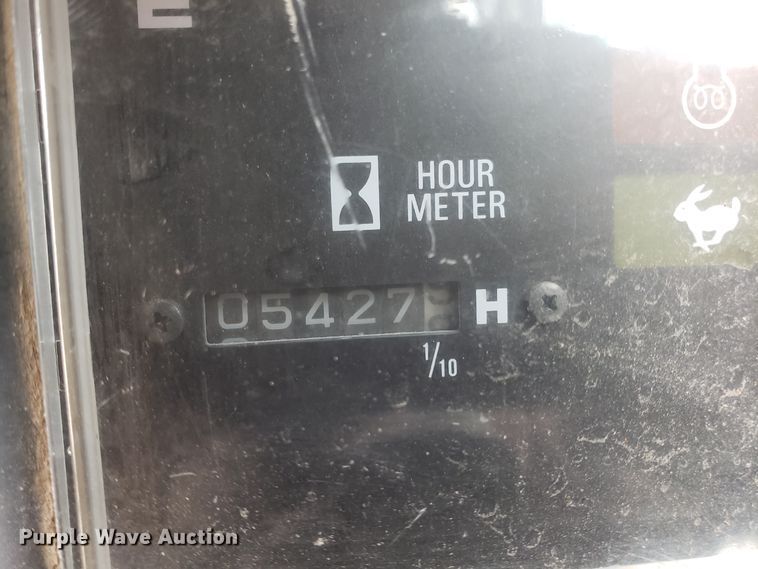 E
HOUR
METER
05427 H
1/10
Purple Wave Auction